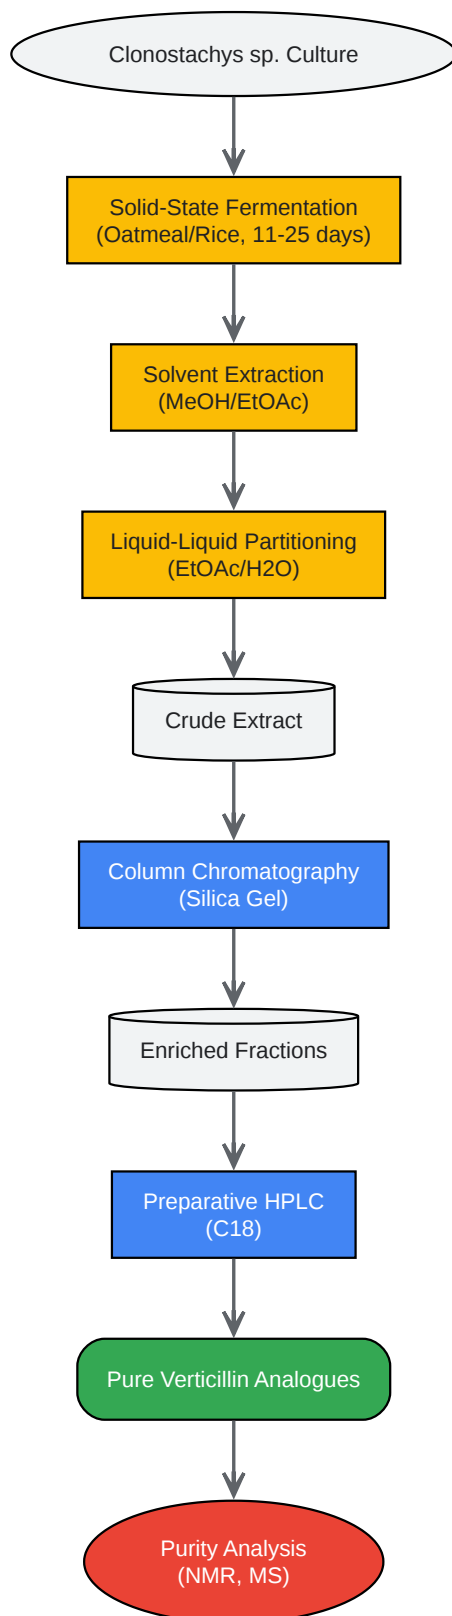 Clonostachys sp. Culture
Solid-State Fermentation
(Oatmeal/Rice, 11-25 days)
Solvent Extraction
(MeOH/EtOAc)
Liquid-Liquid Partitioning
(EtOAc/H2O)
Crude Extract
Column Chromatography
(Silica Gel)
Enriched Fractions
Preparative HPLC
(C18)
Pure Verticillin Analogues
Purity Analysis
(NMR, MS)